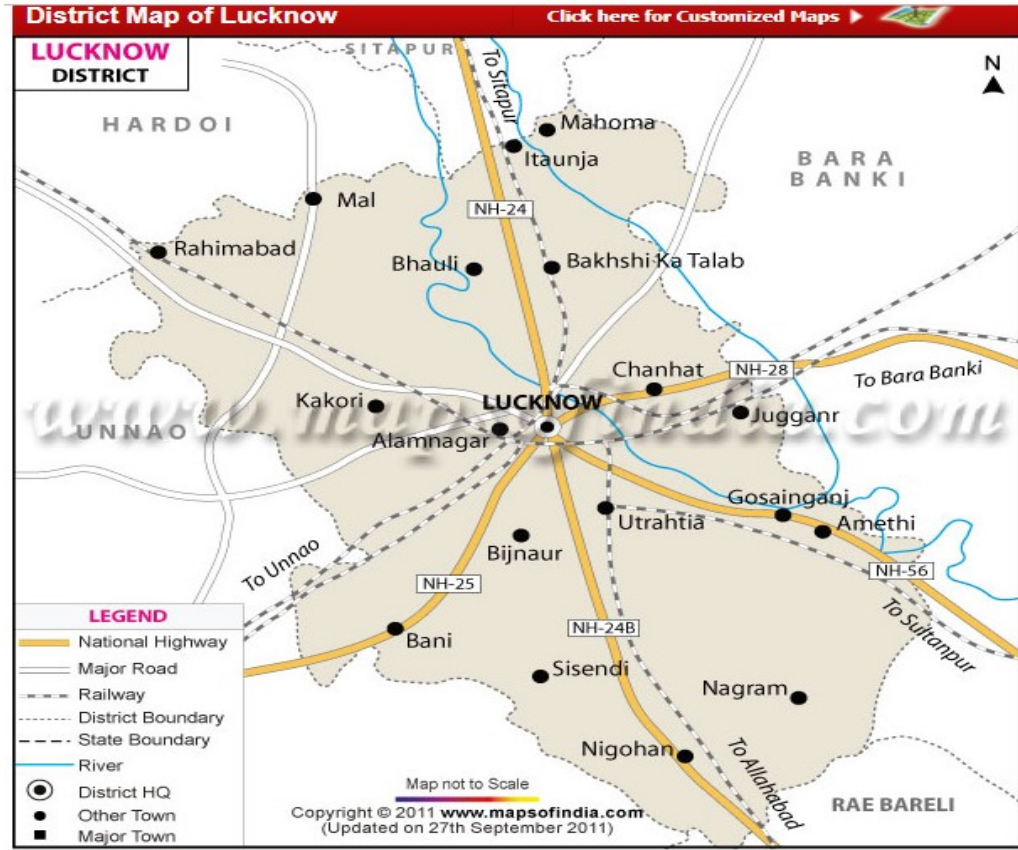 District Map of Lucknow
Click here for Customized Maps
LUCKNOW
DISTRICT
SITAPUR
N
To Sitapur
HARDOI
Mahoma
Itaunja
BARA
BANKI
Mal
NH-24
Rahimabad
Bhauli
Bakhshi Ka Talab
Chanhat
NH-28
To Bara Banki
Kakori
LUCKNOW
Jugganr
www.mapsofindia.com
UNNAO
Alamnagar
Gosainganj
Utrahtia
Amethi
Bijnaur
To Unnao
NH-25
NH-56
To Sultanpur
LEGEND
National Highway
Major Road
Railway
District Boundary
State Boundary
River
District HQ
Other Town
Major Town
NH-24B
Bani
Sisendi
Nagram
Nigohan
To Allahabad
Map not to Scale
RAE BARELI
Copyright © 2011 www.mapsofindia.com
(Updated on 27th September 2011)